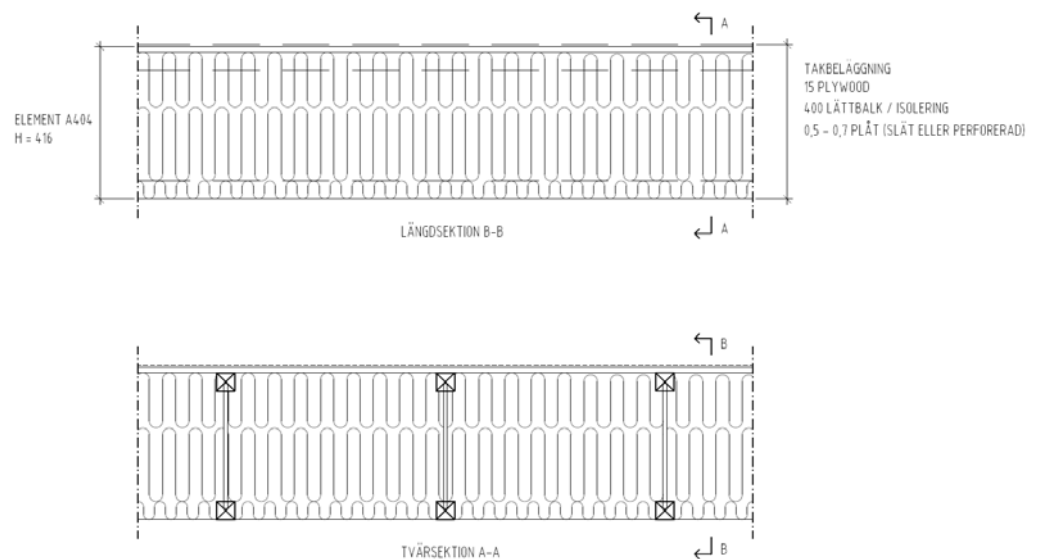 A
TAKBELÄGGNING
15 PLYWOOD
400 LÄTTBALK / ISOLERING
0,5 – 0,7 PLÅT (SLÄT ELLER PERFORERAD)
ELEMENT A404
H = 416
LÄNGDSEKTION B-B
A
B
TVÄRSEKTION A-A
B